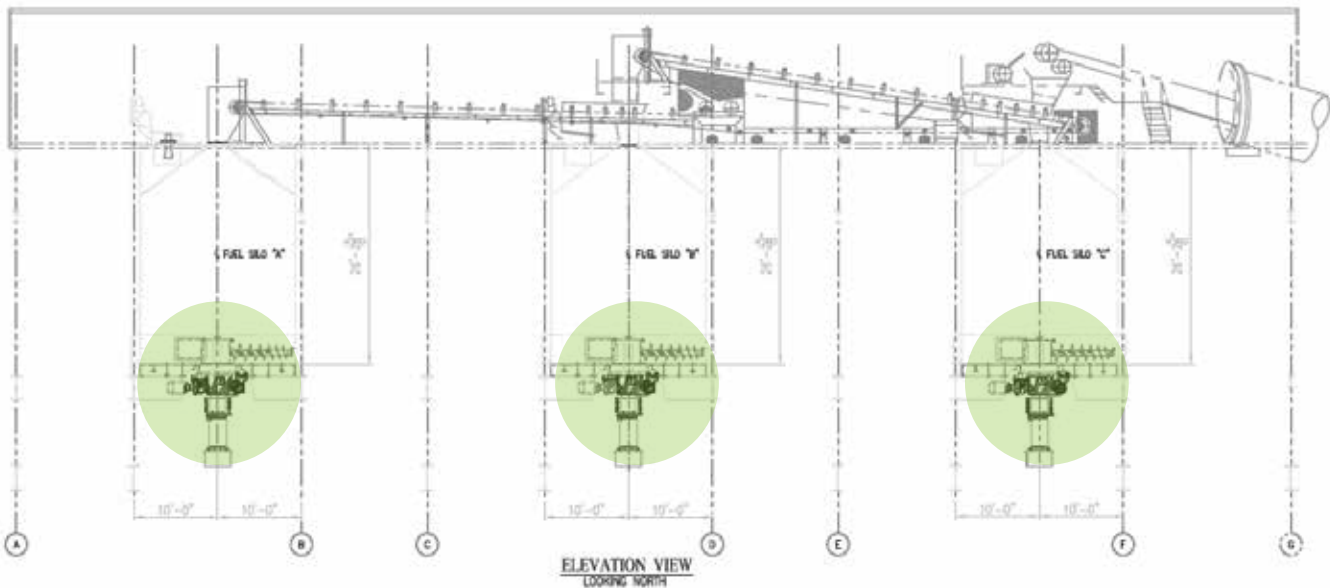 ℄ FUEL SILO "A"
℄ FUEL SILO "B"
℄ FUEL SILO "C"
10'-0" 10'-0" 10'-0" 10'-0" 10'-0" 10'-0"
A B C D E F G
ELEVATION VIEW
LOOKING NORTH